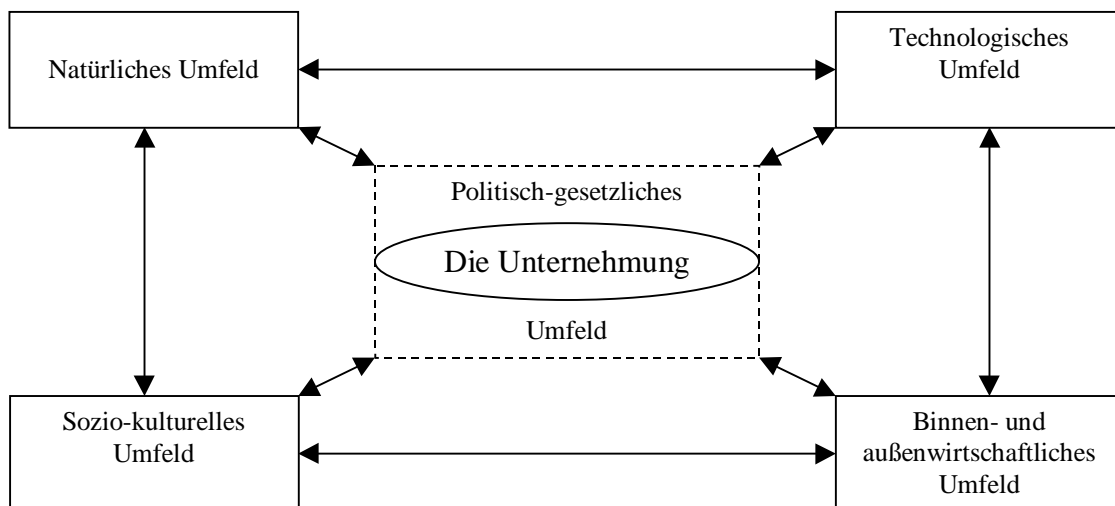 Natürliches Umfeld
Technologisches
Umfeld
Politisch-gesetzliches
Die Unternehmung
Umfeld
Sozio-kulturelles
Umfeld
Binnen- und
außenwirtschaftliches
Umfeld